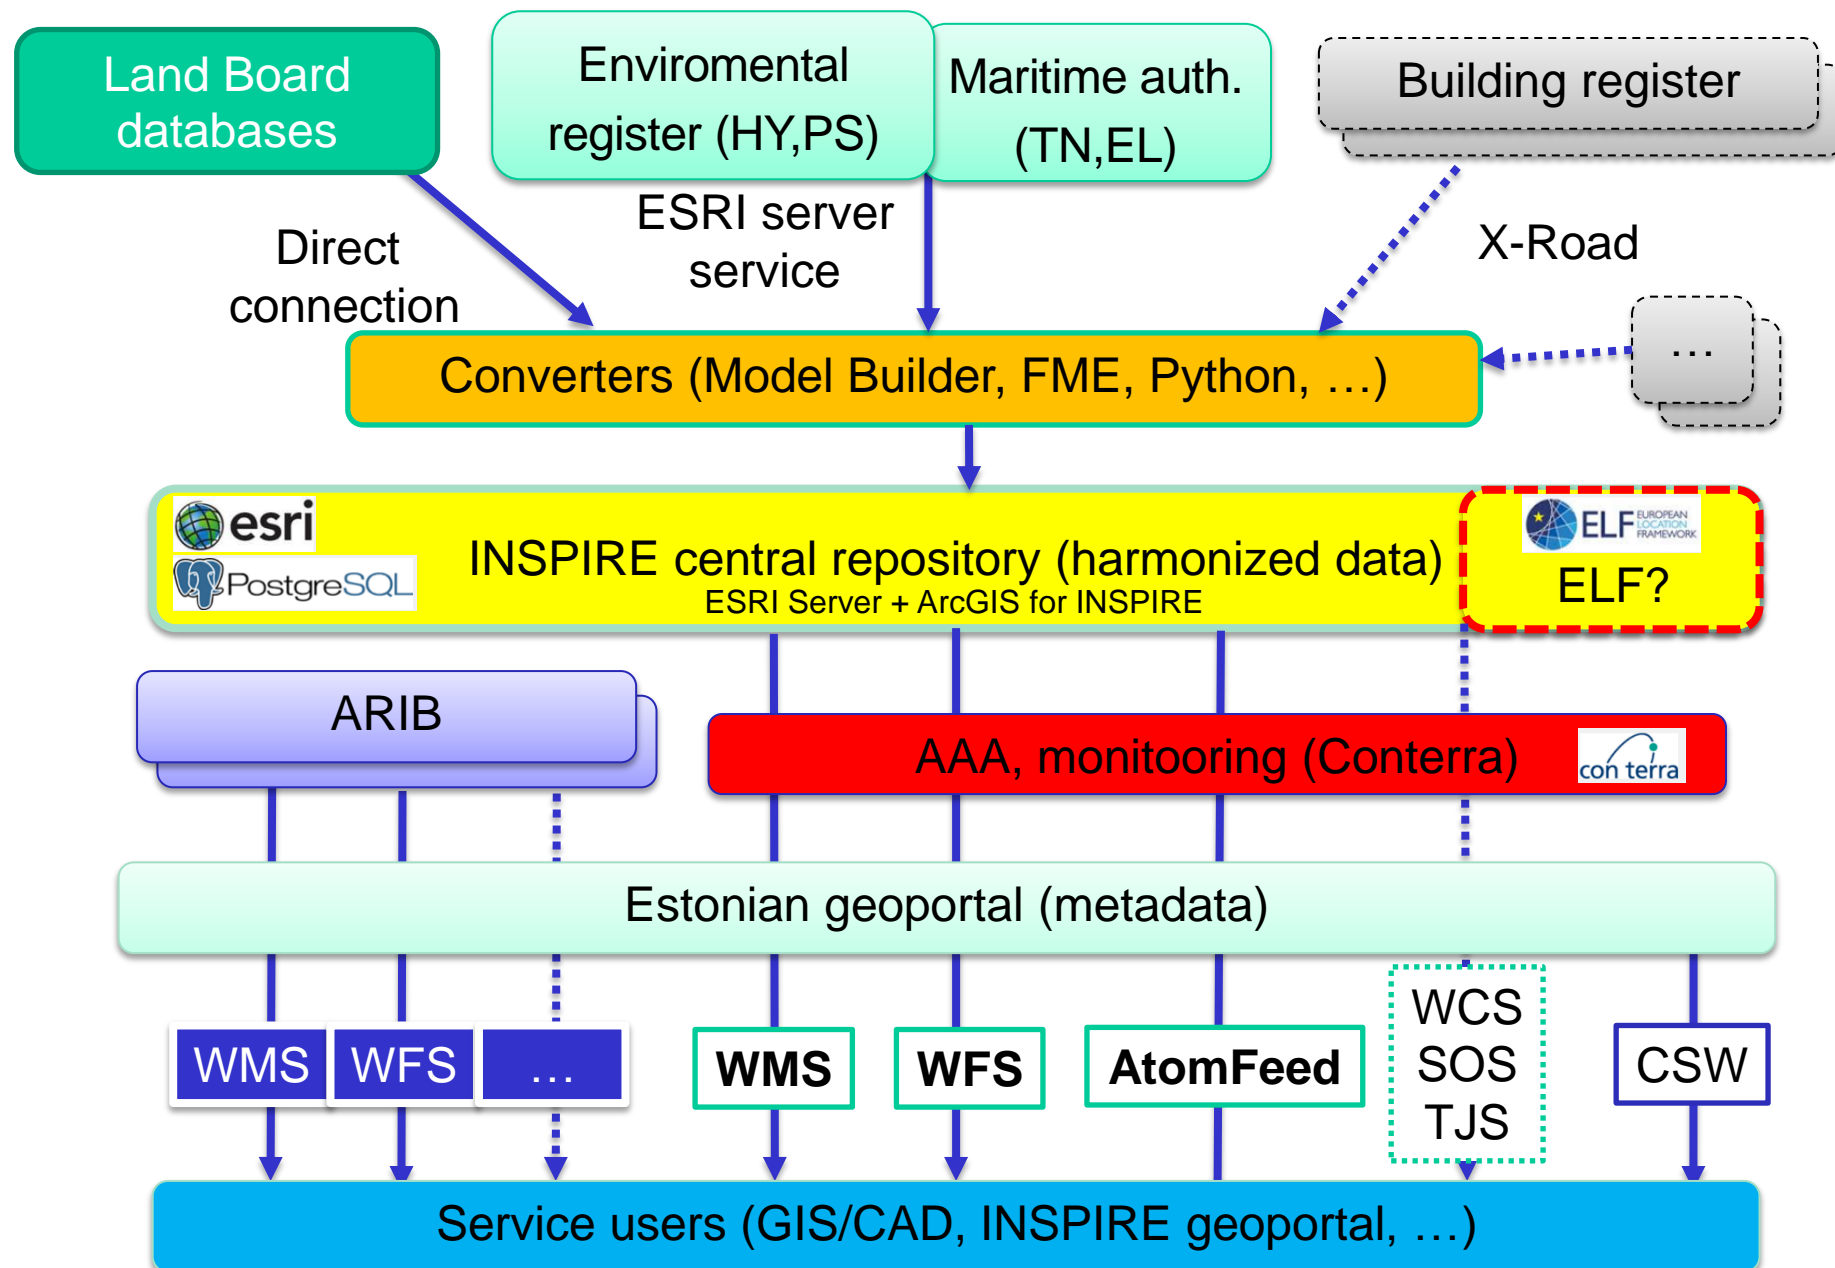 Land Board
databases
Enviromental
register (HY,PS)
Maritime auth.
(TN,EL)
Building register
Direct
connection
ESRI server
service
X-Road
...
Converters (Model Builder, FME, Python, ...)
esri
PostgreSQL
INSPIRE central repository (harmonized data)
ESRI Server + ArcGIS for INSPIRE
ELF EUROPEAN
LOCATION
FRAMEWORK
ELF?
ARIB
AAA, monitooring (Conterra)
con terra
Estonian geoportal (metadata)
WMS
WFS
...
WMS
WFS
AtomFeed
WCS
SOS
TJS
CSW
Service users (GIS/CAD, INSPIRE geoportal, ...)